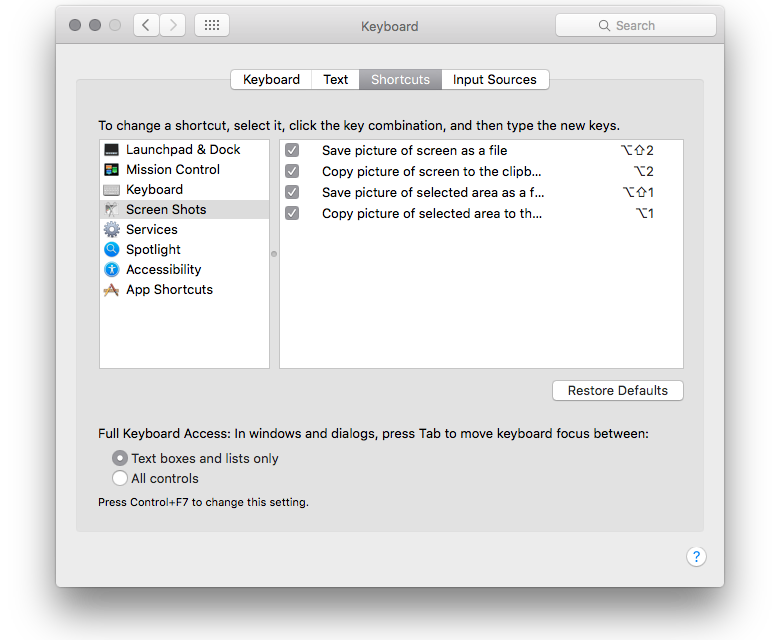 Keyboard
Search
Keyboard Text Shortcuts Input Sources
To change a shortcut, select it, click the key combination, and then type the new keys.
Launchpad & Dock
Mission Control
Keyboard
Screen Shots
Services
Spotlight
Accessibility
App Shortcuts
Save picture of screen as a file ⌥⇧2
Copy picture of screen to the clipb... ⌥2
Save picture of selected area as a f... ⌥⇧1
Copy picture of selected area to th... ⌥1
Restore Defaults
Full Keyboard Access: In windows and dialogs, press Tab to move keyboard focus between:
Text boxes and lists only
All controls
Press Control+F7 to change this setting.
?